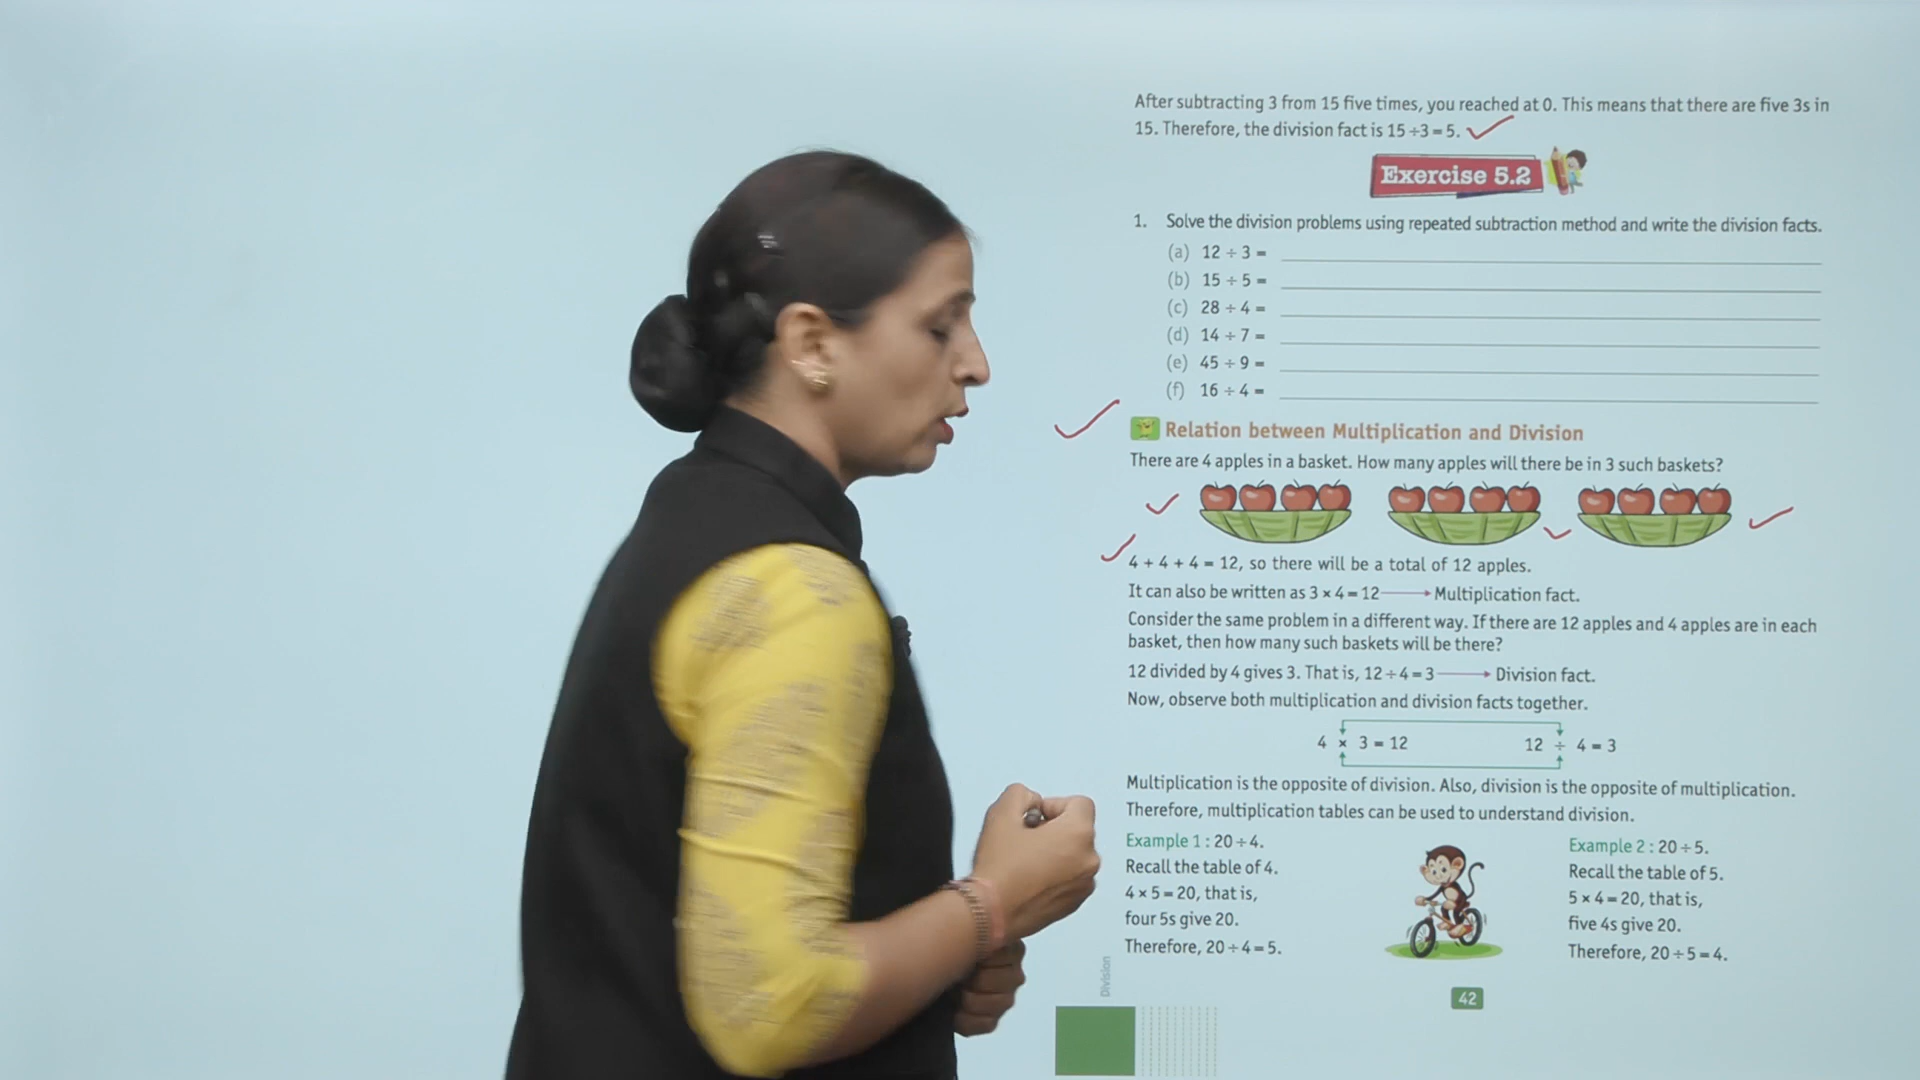 After subtracting 3 from 15 five times, you reached at 0. This means that there are five 3s in
15. Therefore, the division fact is 15 ÷3 = 5.
Exercise 5.2
1. Solve the division problems using repeated subtraction method and write the division facts.
(a) 12 ÷ 3 =
(b) 15 ÷ 5 =
(c) 28 ÷ 4 =
(d) 14 ÷ 7 =
(e) 45 ÷ 9 =
(f) 16 ÷ 4 =
Relation between Multiplication and Division
There are 4 apples in a basket. How many apples will there be in 3 such baskets?
4 + 4 + 4 = 12, so there will be a total of 12 apples.
It can also be written as 3 × 4 = 12 → Multiplication fact.
Consider the same problem in a different way. If there are 12 apples and 4 apples are in each
basket, then how many such baskets will be there?
12 divided by 4 gives 3. That is, 12 ÷ 4 = 3 → Division fact.
Now, observe both multiplication and division facts together.
4 × 3 = 12 12 ÷ 4 = 3
Multiplication is the opposite of division. Also, division is the opposite of multiplication.
Therefore, multiplication tables can be used to understand division.
Example 1 : 20 ÷ 4.
Recall the table of 4.
4 × 5 = 20, that is,
four 5s give 20.
Therefore, 20 ÷ 4 = 5.
Example 2 : 20 ÷ 5.
Recall the table of 5.
5 × 4 = 20, that is,
five 4s give 20.
Therefore, 20 ÷ 5 = 4.
Division
42